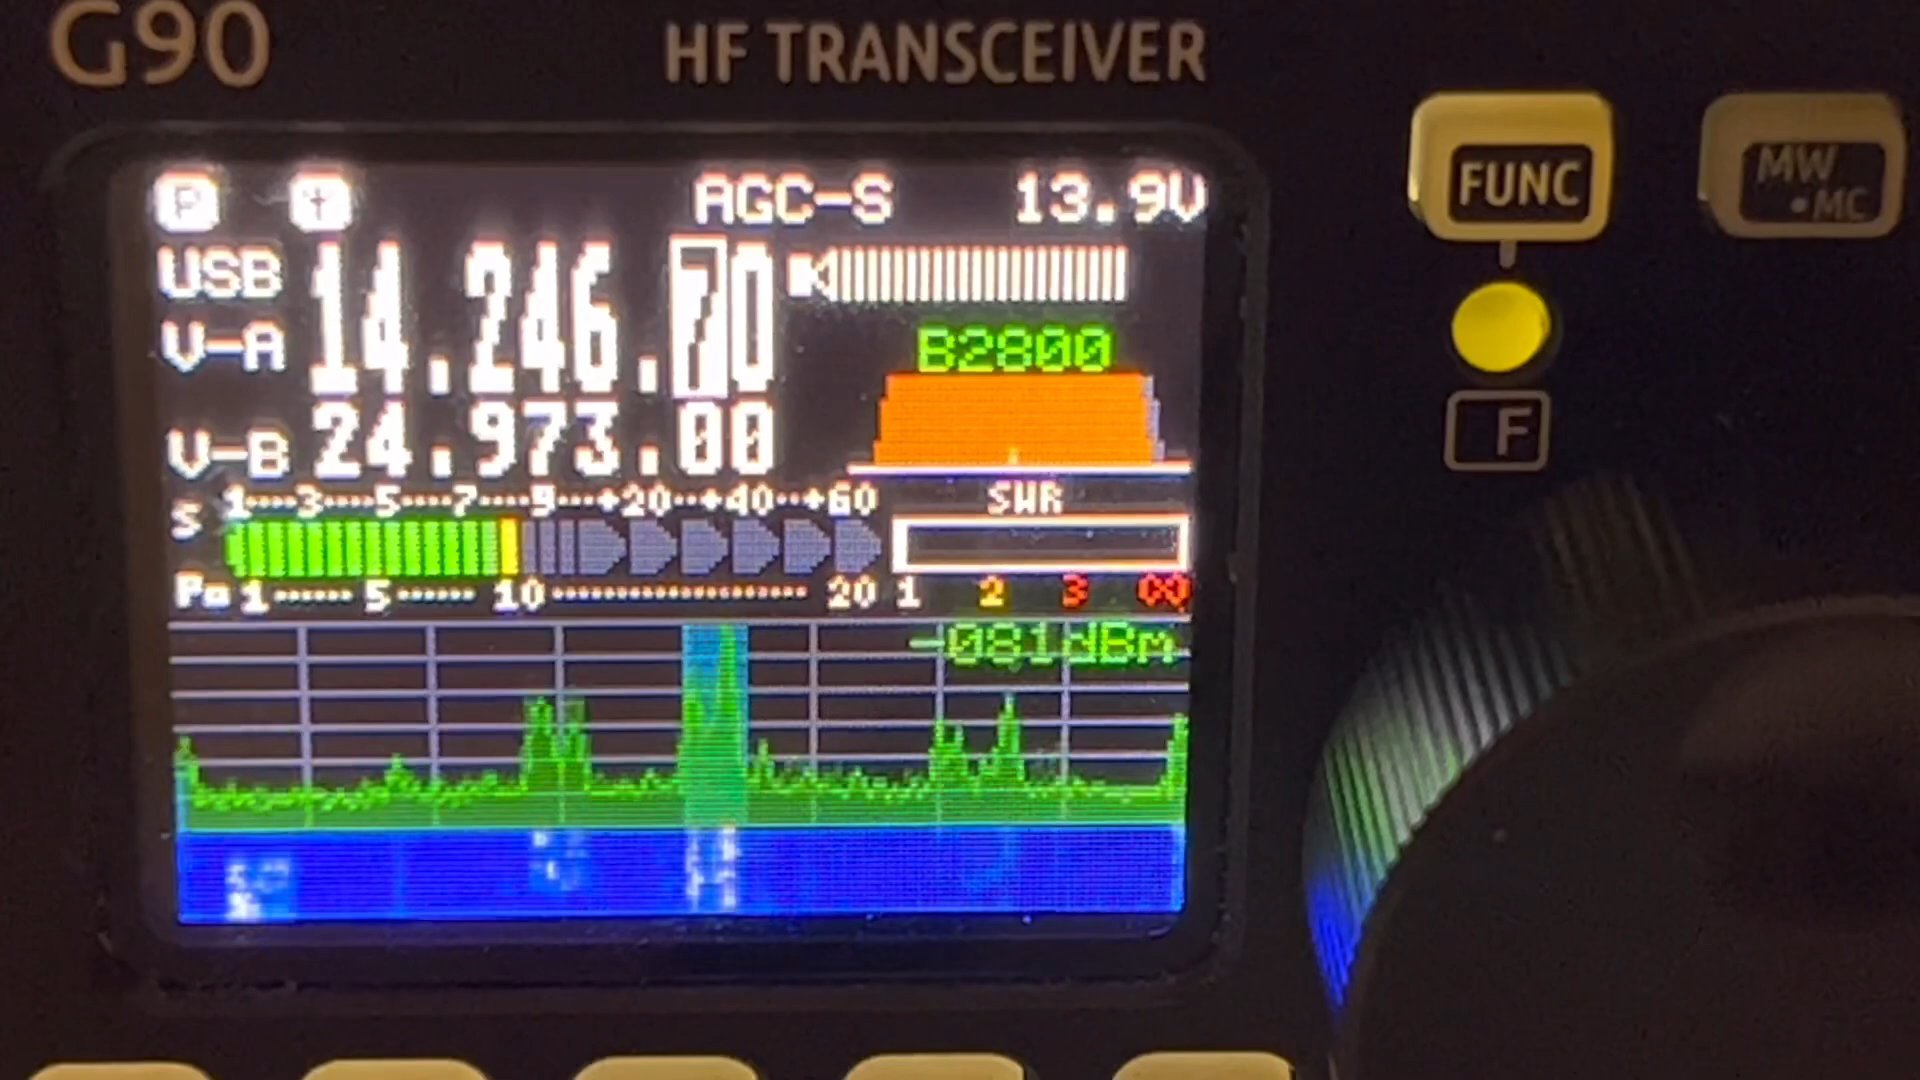 G90 HF TRANSCEIVER
P AGC-S 13.9V
USB
V-A 14.246.70
B2800
V-B 24.973.00
S 1 3 5 7 9 +20 +40 +60
SWR
Po 1 5 10 20
1 2 3 ∞
-081dBm
FUNC
MW
•MC
F